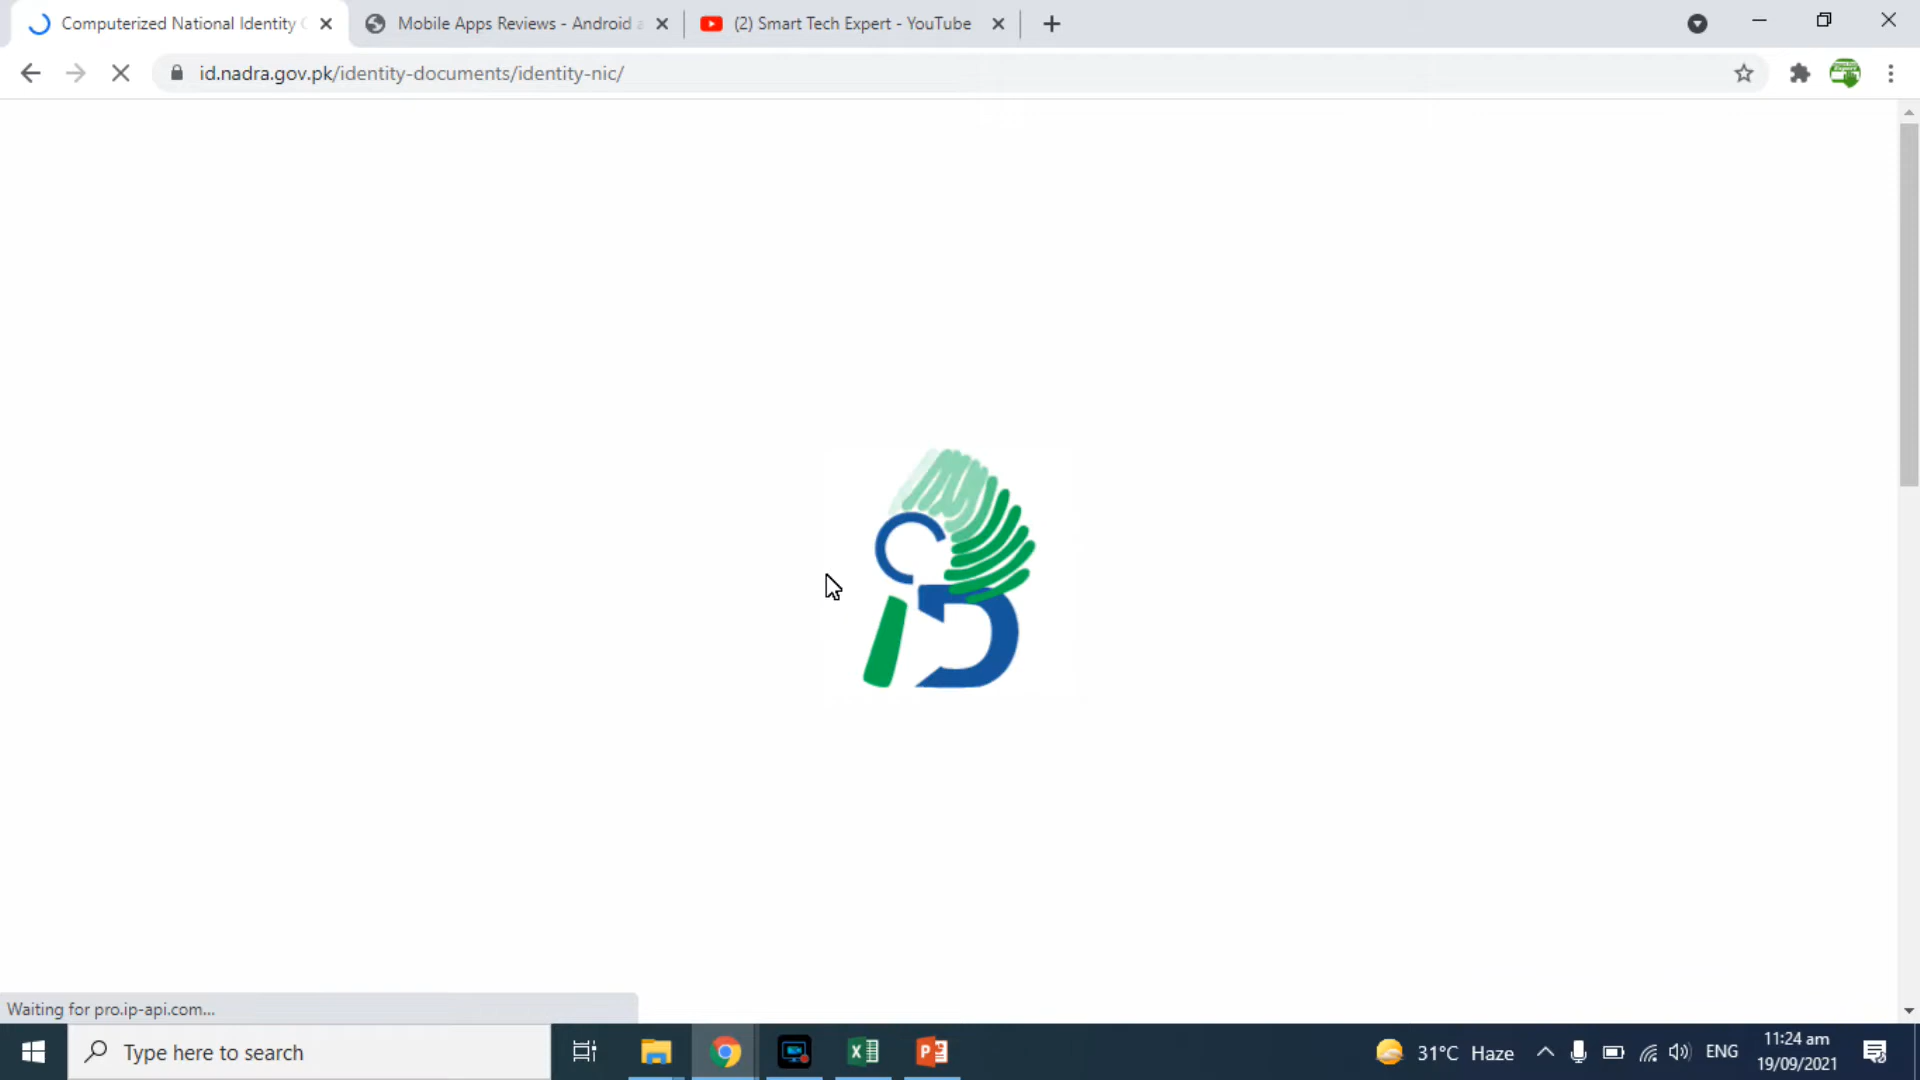 Computerized National Identity C
Mobile Apps Reviews - Android a
(2) Smart Tech Expert - YouTube
id.nadra.gov.pk/identity-documents/identity-nic/
iD
Waiting for pro.ip-api.com...
Type here to search
31°C Haze
ENG
11:24 am
19/09/2021